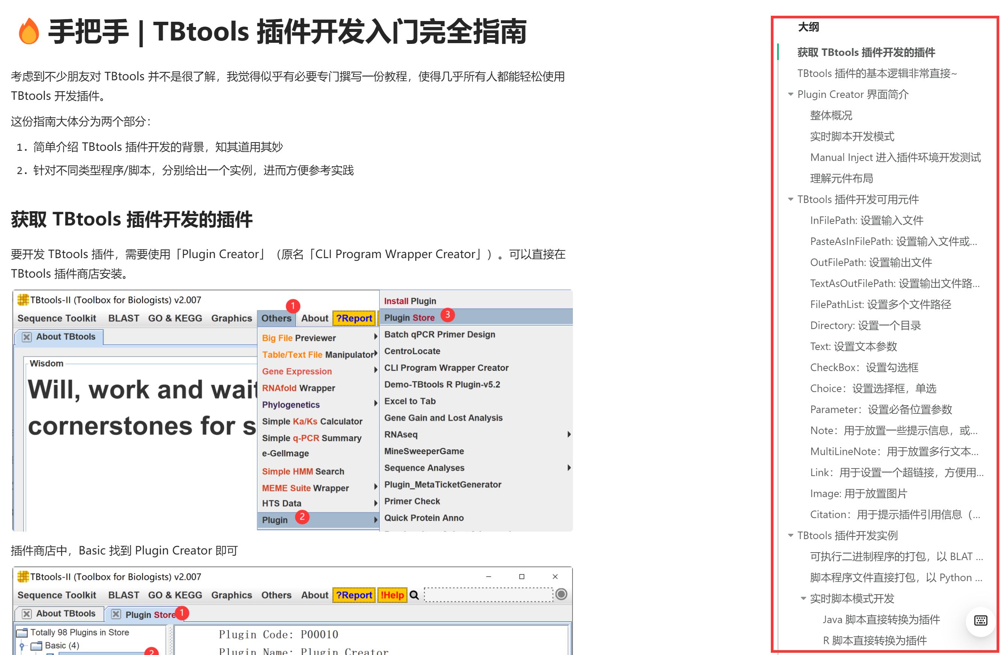 手把手 | TBtools 插件开发入门完全指南
考虑到不少朋友对 TBtools 并不是很了解，我觉得似乎有必要专门撰写一份教程，使得几乎所有人都能轻松使用
TBtools 开发插件。
这份指南大体分为两个部分：
1. 简单介绍 TBtools 插件开发的背景，知其道用其妙
2. 针对不同类型程序/脚本，分别给出一个实例，进而方便参考实践
获取 TBtools 插件开发的插件
要开发 TBtools 插件，需要使用「Plugin Creator」（原名「CLI Program Wrapper Creator」）。可以直接在
TBtools 插件商店安装。
TBtools-II (Toolbox for Biologists) v2.007
Sequence Toolkit BLAST GO & KEGG Graphics Others About ?Report
1
About TBtools
Wisdom
Will, work and wait
cornerstones for s
Big File Previewer
Table/Text File Manipulator
Gene Expression
RNAfold Wrapper
Phylogenetics
Simple Ka/Ks Calculator
Simple q-PCR Summary
e-GelImage
Simple HMM Search
MEME Suite Wrapper
HTS Data
Plugin 2
Install Plugin
Plugin Store 3
Batch qPCR Primer Design
CentroLocate
CLI Program Wrapper Creator
Demo-TBtools R Plugin-v5.2
Excel to Tab
Gene Gain and Lost Analysis
RNAseq
MineSweeperGame
Sequence Analyses
Plugin_MetaTicketGenerator
Primer Check
Quick Protein Anno
插件商店中，Basic 找到 Plugin Creator 即可
TBtools-II (Toolbox for Biologists) v2.007
Sequence Toolkit BLAST GO & KEGG Graphics Others About ?Report !Help
About TBtools Plugin Store 1
Totally 98 Plugins in Store
Basic (4)
2
Plugin Code: P00010
Plugin Name: Plugin Creator
大纲
获取 TBtools 插件开发的插件
TBtools 插件的基本逻辑非常直接~
Plugin Creator 界面简介
整体概况
实时脚本开发模式
Manual Inject 进入插件环境开发测试
理解元件布局
TBtools 插件开发可用元件
InFilePath: 设置输入文件
PasteAsInFilePath: 设置输入文件或...
OutFilePath: 设置输出文件
TextAsOutFilePath: 设置输出文件路...
FilePathList: 设置多个文件路径
Directory: 设置一个目录
Text: 设置文本参数
CheckBox：设置勾选框
Choice：设置选择框，单选
Parameter：设置必备位置参数
Note：用于放置一些提示信息，或...
MultiLineNote：用于放置多行文本...
Link：用于设置一个超链接，方便用...
Image: 用于放置图片
Citation：用于提示插件引用信息（...
TBtools 插件开发实例
可执行二进制程序的打包，以 BLAT ...
脚本程序文件直接打包，以 Python ...
实时脚本模式开发
Java 脚本直接转换为插件
R 脚本直接转换为插件